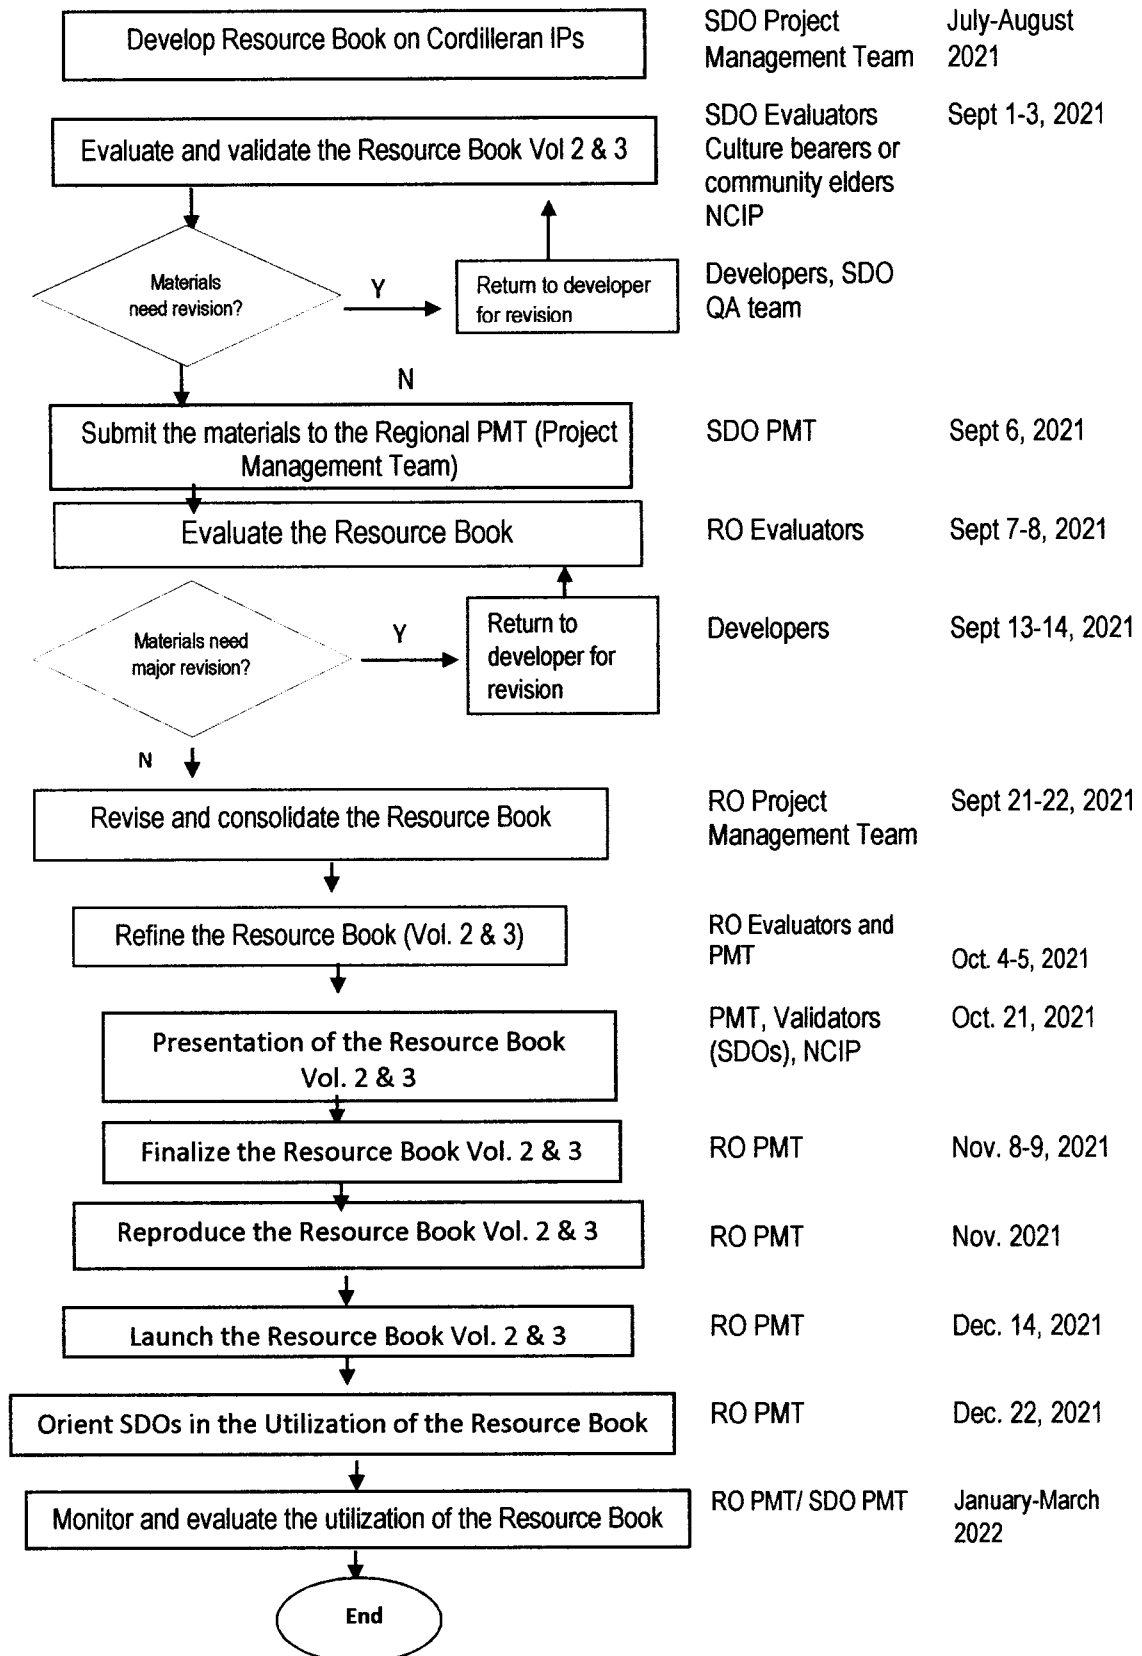 Develop Resource Book on Cordilleran IPs
SDO Project
Management Team
July-August
2021
Evaluate and validate the Resource Book Vol 2 & 3
SDO Evaluators
Culture bearers or
community elders
NCIP
Sept 1-3, 2021
Materials
need revision?
Y
Return to developer
for revision
Developers, SDO
QA team
N
Submit the materials to the Regional PMT (Project
Management Team)
SDO PMT
Sept 6, 2021
Evaluate the Resource Book
RO Evaluators
Sept 7-8, 2021
Materials need
major revision?
Y
Return to
developer for
revision
Developers
Sept 13-14, 2021
N
Revise and consolidate the Resource Book
RO Project
Management Team
Sept 21-22, 2021
Refine the Resource Book (Vol. 2 & 3)
RO Evaluators and
PMT
Oct. 4-5, 2021
Presentation of the Resource Book
Vol. 2 & 3
PMT, Validators
(SDOs), NCIP
Oct. 21, 2021
Finalize the Resource Book Vol. 2 & 3
RO PMT
Nov. 8-9, 2021
Reproduce the Resource Book Vol. 2 & 3
RO PMT
Nov. 2021
Launch the Resource Book Vol. 2 & 3
RO PMT
Dec. 14, 2021
Orient SDOs in the Utilization of the Resource Book
RO PMT
Dec. 22, 2021
Monitor and evaluate the utilization of the Resource Book
RO PMT/ SDO PMT
January-March
2022
End